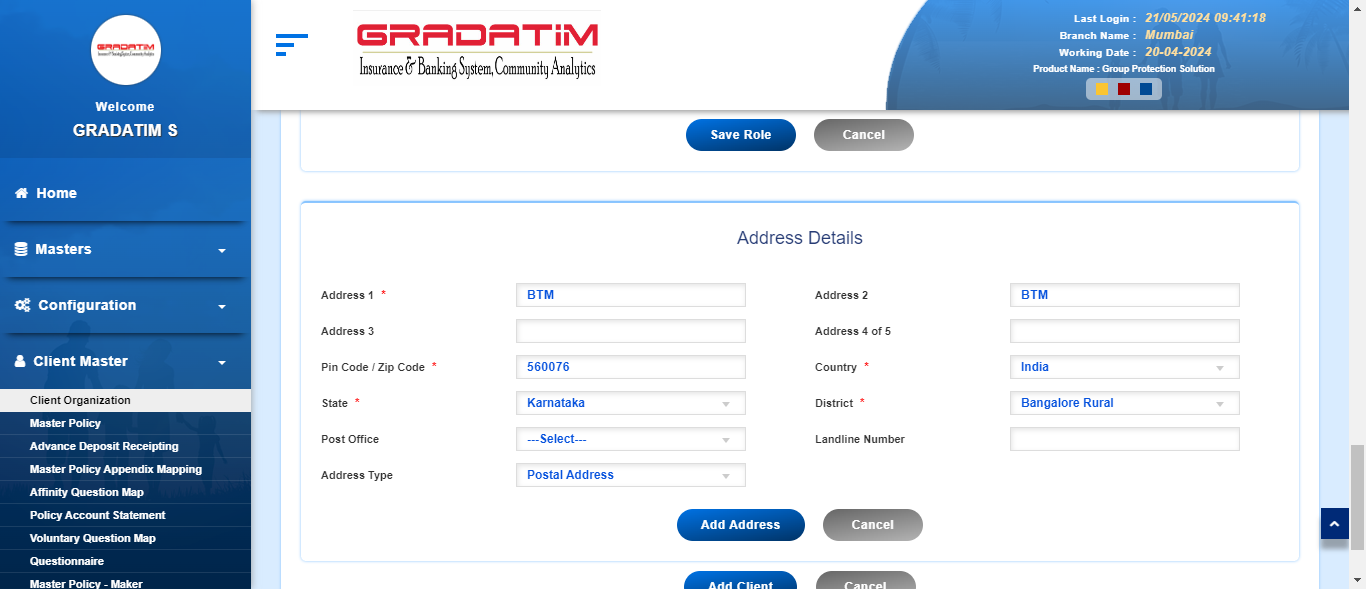 GRADATIM
Insurance & Banking System, Community Analytics
Welcome
GRADATIM S
Home
Masters
Configuration
Client Master
Client Organization
Master Policy
Advance Deposit Receipting
Master Policy Appendix Mapping
Affinity Question Map
Policy Account Statement
Voluntary Question Map
Questionnaire
Master Policy - Maker
GRADATIM
Insurance & Banking System, Community Analytics
Last Login : 21/05/2024 09:41:18
Branch Name : Mumbai
Working Date : 20-04-2024
Product Name : Group Protection Solution
Save Role Cancel
Address Details
Address 1 * BTM Address 2 BTM
Address 3 Address 4 of 5
Pin Code / Zip Code * 560076 Country * India
State * Karnataka District * Bangalore Rural
Post Office ---Select--- Landline Number
Address Type Postal Address
Add Address Cancel
Add Client Cancel